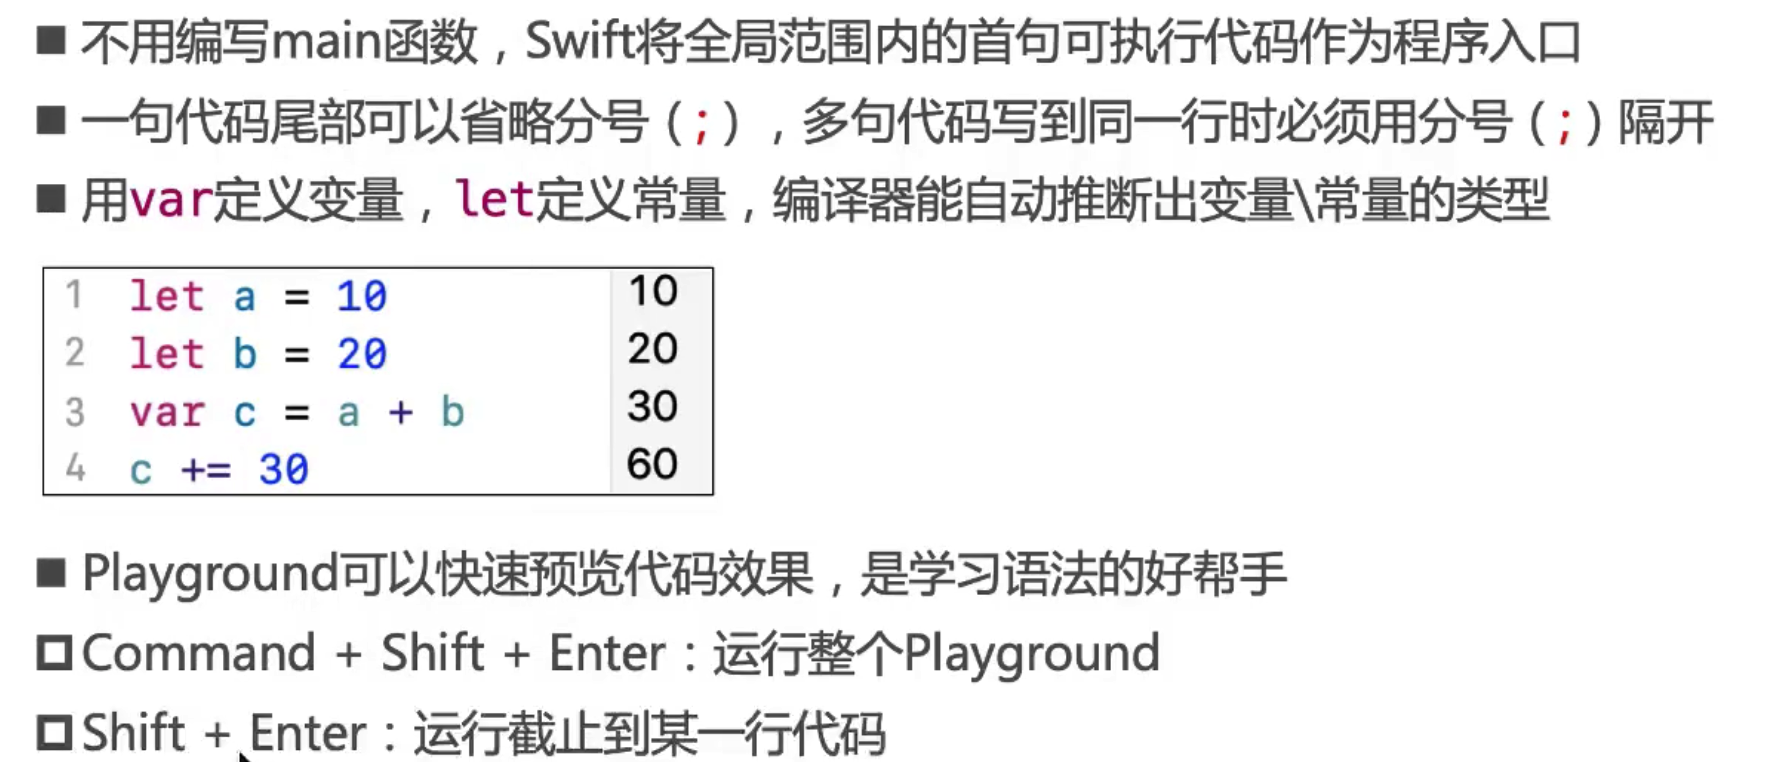 ■ 不用编写main函数，Swift将全局范围内的首句可执行代码作为程序入口
■ 一句代码尾部可以省略分号（;），多句代码写到同一行时必须用分号（;）隔开
■ 用var定义变量，let定义常量，编译器能自动推断出变量\常量的类型
1 let a = 10 10
2 let b = 20 20
3 var c = a + b 30
4 c += 30 60
■ Playground可以快速预览代码效果，是学习语法的好帮手
□ Command + Shift + Enter：运行整个Playground
□ Shift + Enter：运行截止到某一行代码